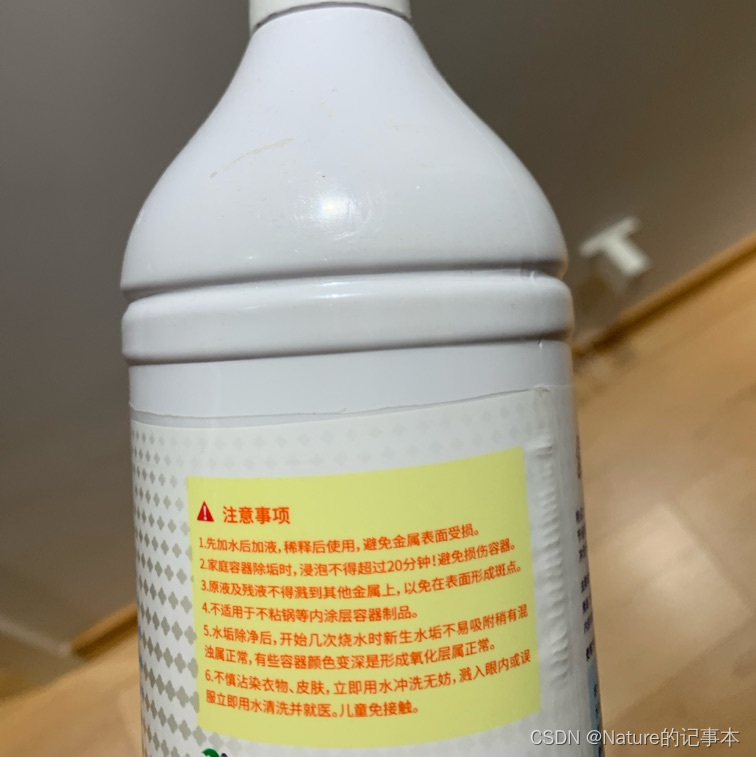 注意事项
1.先加水后加液，稀释后使用，避免金属表面受损。
2.家庭容器除垢时，浸泡不得超过20分钟！避免损伤容器。
3.原液及残液不得溅到其他金属上，以免在表面形成斑点。
4.不适用于不粘锅等内涂层容器制品。
5.水垢除净后，开始几次烧水时新生水垢不易吸附稍有混
浊属正常，有些容器颜色变深是形成氧化层属正常。
6.不慎沾染衣物、皮肤，立即用水冲洗无妨，溅入眼内或误
服立即用水清洗并就医。儿童免接触。
CSDN @Nature的记事本